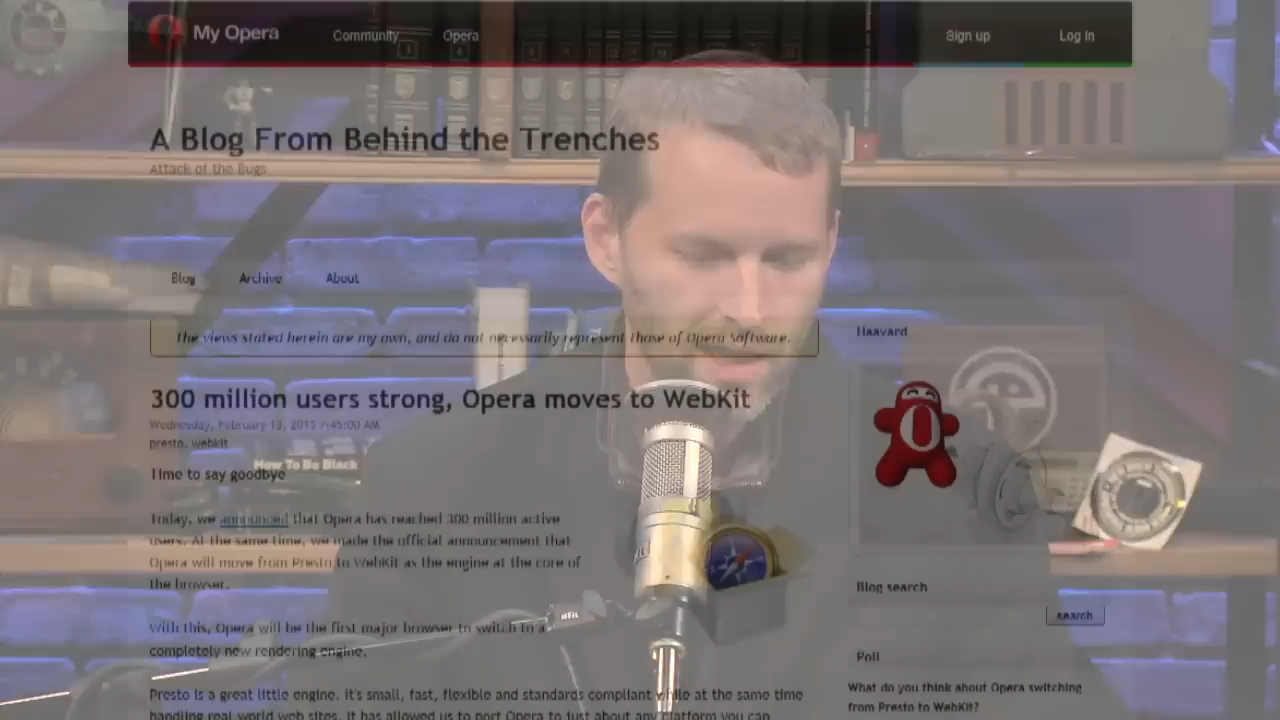 My Opera
Community
Opera
Sign up
Log in
A Blog From Behind the Trenches
Attack of the Bugs
Blog
Archive
About
The views stated herein are my own, and do not necessarily represent those of Opera Software.
Haavard
300 million users strong, Opera moves to WebKit
Wednesday, February 13, 2013 7:45:00 AM
presto, webkit
How To Be Black
Time to say goodbye
Today, we announced that Opera has reached 300 million active
users. At the same time, we made the official announcement that
Opera will move from Presto to WebKit as the engine at the core of
the browser.
Blog search
search
With this, Opera will be the first major browser to switch to a
completely new rendering engine.
Poll
What do you think about Opera switching
from Presto to WebKit?
Presto is a great little engine. It's small, fast, flexible and standards compliant while at the same time
handling real-world web sites. It has allowed us to port Opera to just about any platform you can